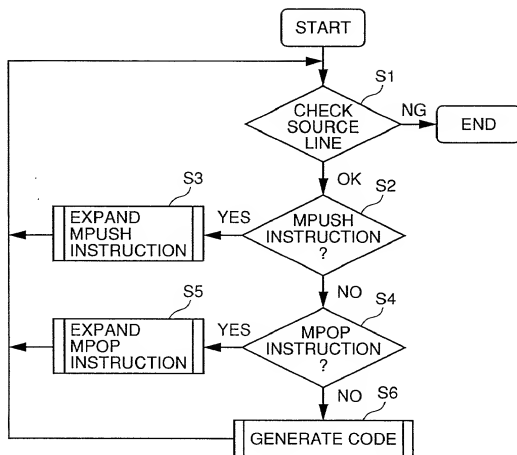 START
S1
CHECK
SOURCE
LINE
NG
END
OK
S2
MPUSH
INSTRUCTION
?
YES
S3
EXPAND
MPUSH
INSTRUCTION
NO
S4
MPOP
INSTRUCTION
?
YES
S5
EXPAND
MPOP
INSTRUCTION
NO
S6
GENERATE CODE